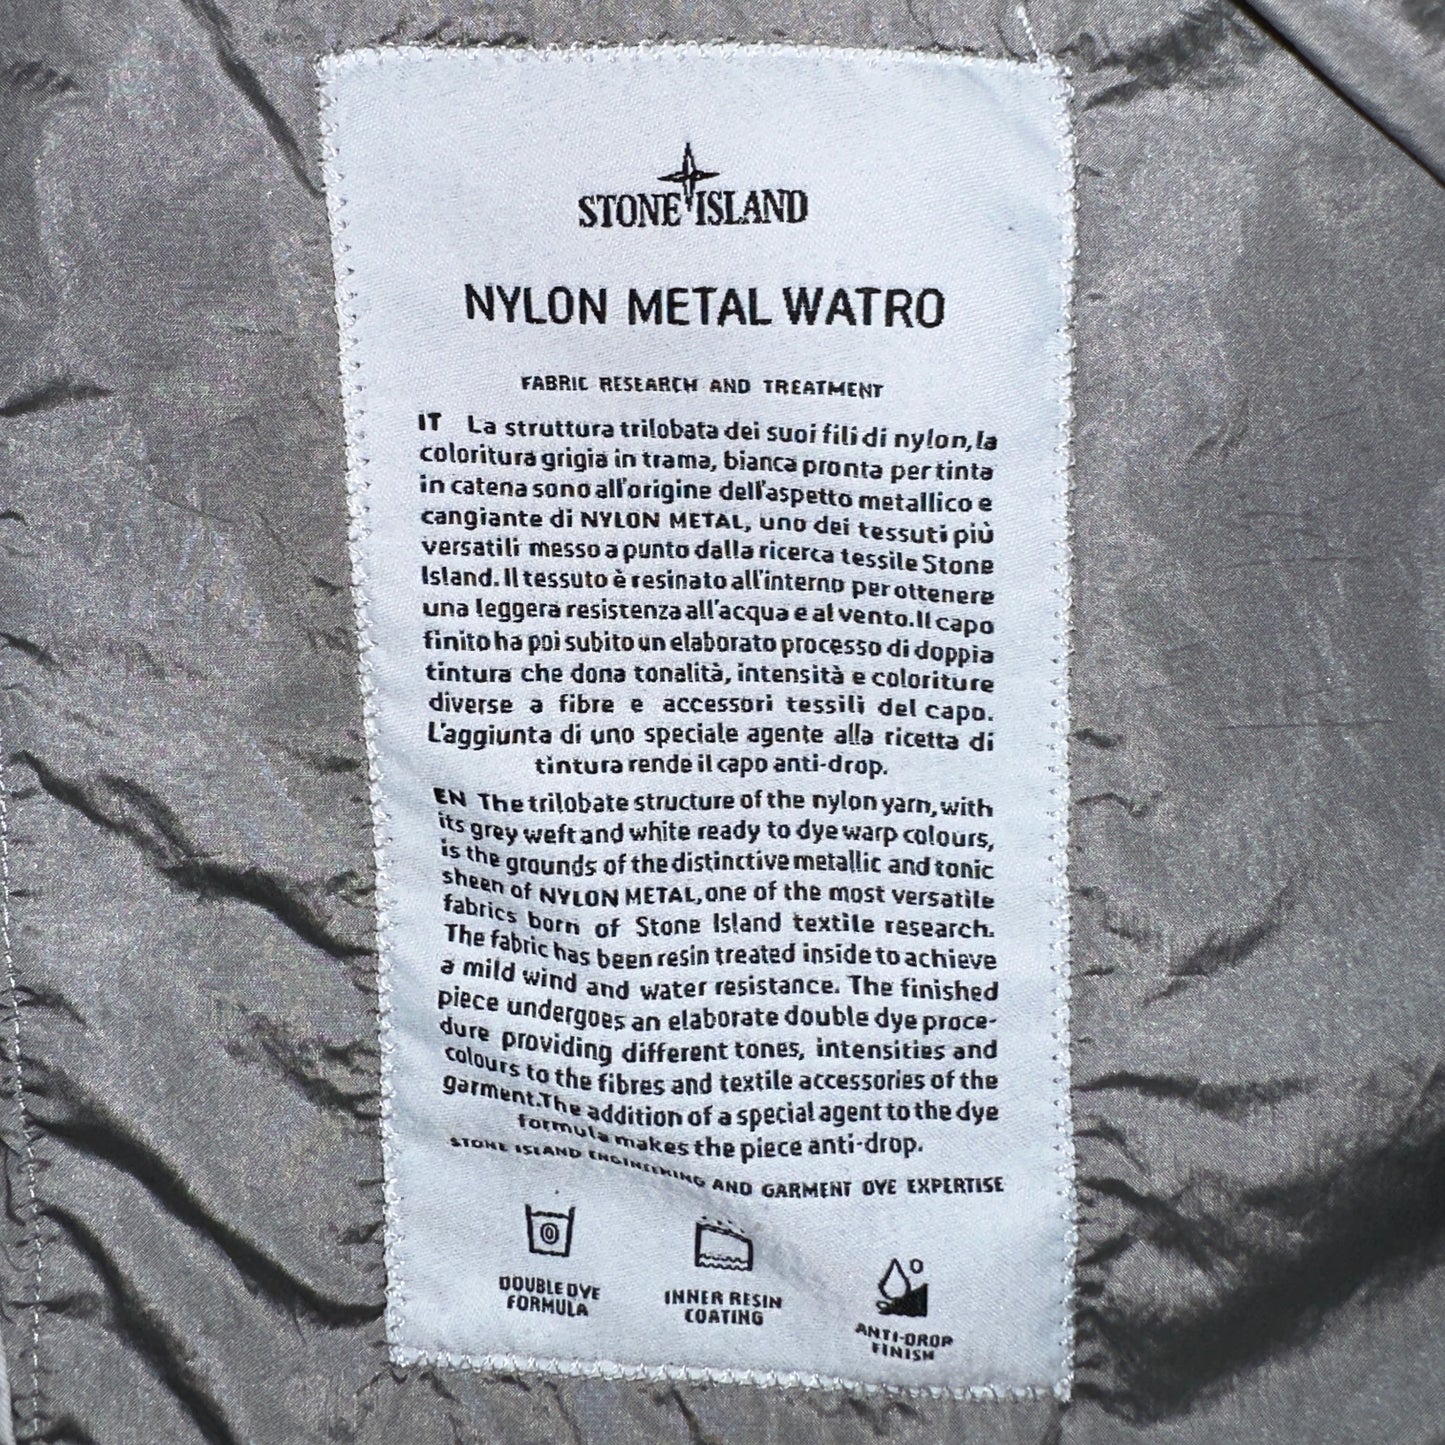 STONE ISLAND
NYLON METAL WATRO
FABRIC RESEARCH AND TREATMENT
IT La struttura trilobata dei suoi fili di nylon, la
coloritura grigia in trama, bianca pronta per tinta
in catena sono all'origine dell'aspetto metallico e
cangiante di NYLON METAL, uno dei tessuti più
versatili messo a punto dalla ricerca tessile Stone
Island. Il tessuto è resinato all'interno per ottenere
una leggera resistenza all'acqua e al vento. Il capo
finito ha poi subito un elaborato processo di doppia
tintura che dona tonalità, intensità e coloriture
diverse a fibre e accessori tessili del capo.
L'aggiunta di uno speciale agente alla ricetta di
tintura rende il capo anti-drop.
EN The trilobate structure of the nylon yarn, with
its grey weft and white ready to dye warp colours,
is the grounds of the distinctive metallic and tonic
sheen of NYLON METAL, one of the most versatile
fabrics born of Stone Island textile research.
The fabric has been resin treated inside to achieve
a mild wind and water resistance. The finished
piece undergoes an elaborate double dye proce-
dure providing different tones, intensities and
colours to the fibres and textile accessories of the
garment. The addition of a special agent to the dye
formula makes the piece anti-drop.
STONE ISLAND ENGINEERING AND GARMENT DYE EXPERTISE
DOUBLE DYE
FORMULA
INNER RESIN
COATING
ANTI-DROP
FINISH